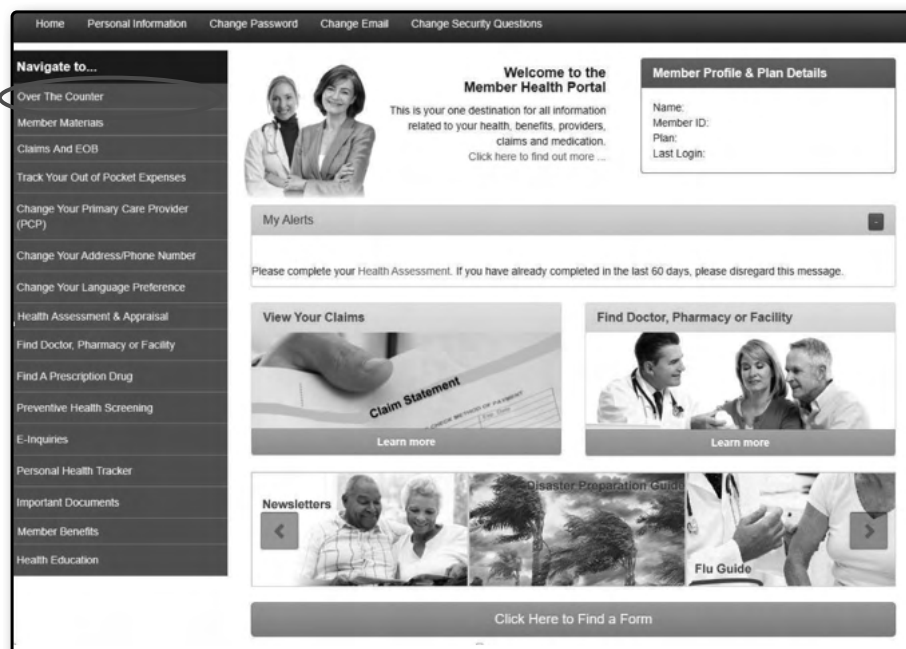 Home Personal Information Change Password Change Email Change Security Questions
Navigate to...
Over The Counter
Member Materials
Claims And EOB
Track Your Out of Pocket Expenses
Change Your Primary Care Provider
(PCP)
Change Your Address/Phone Number
Change Your Language Preference
Health Assessment & Appraisal
Find Doctor, Pharmacy or Facility
Find A Prescription Drug
Preventive Health Screening
E-Inquiries
Personal Health Tracker
Important Documents
Member Benefits
Health Education
Welcome to the
Member Health Portal
This is your one destination for all information
related to your health, benefits, providers,
claims and medication.
Click here to find out more ...
Member Profile & Plan Details
Name:
Member ID:
Plan:
Last Login:
My Alerts
-
Please complete your Health Assessment. If you have already completed in the last 60 days, please disregard this message.
View Your Claims
Claim Statement
METHOD OF PAYMENT
Learn more
Find Doctor, Pharmacy or Facility
Learn more
Newsletters
Disaster Preparation Guide
Flu Guide
Click Here to Find a Form